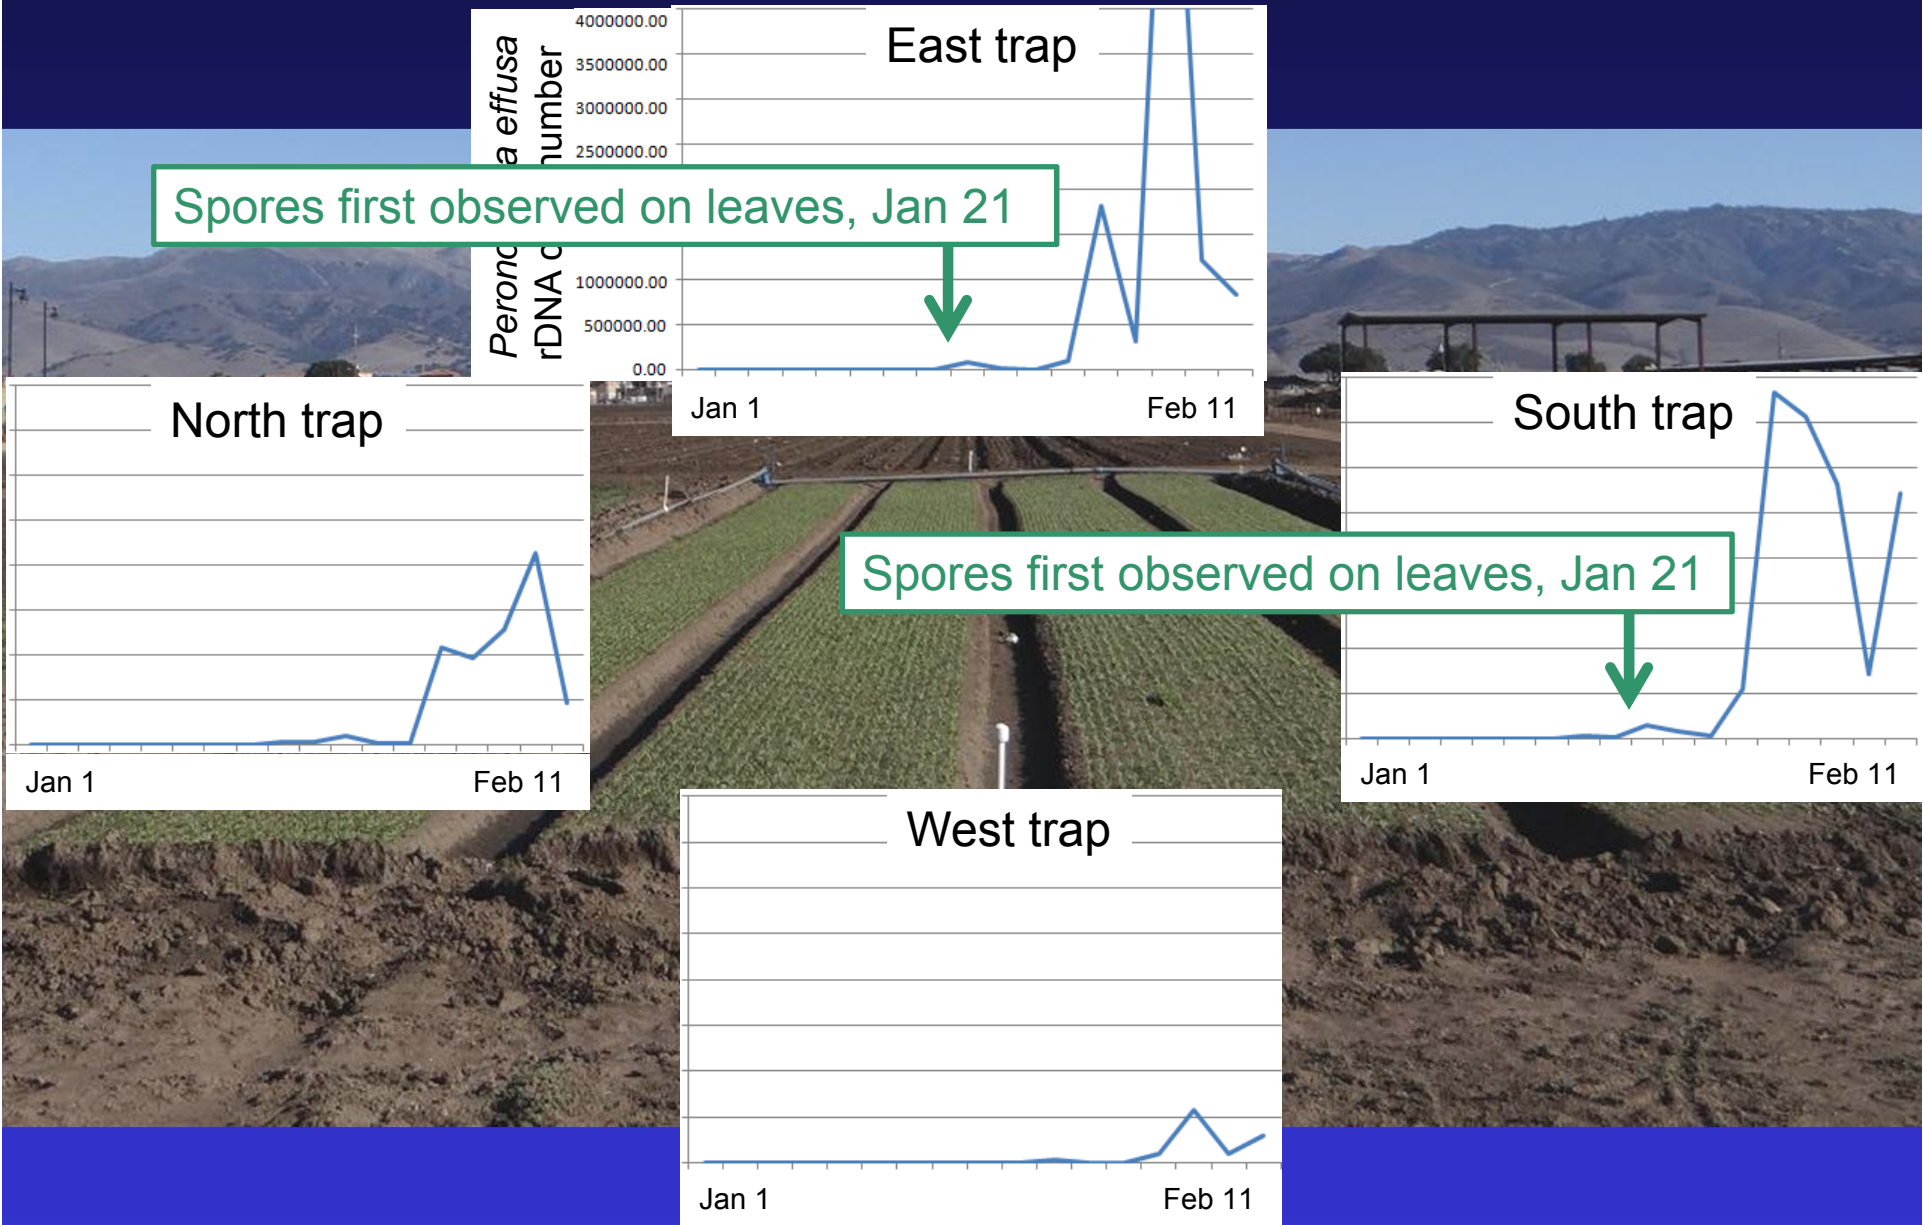 East trap
Perono a effusa
rDNA c number
4000000.00
3500000.00
3000000.00
2500000.00
1000000.00
500000.00
0.00
Jan 1 Feb 11
Spores first observed on leaves, Jan 21
North trap
Jan 1 Feb 11
South trap
Spores first observed on leaves, Jan 21
Jan 1 Feb 11
West trap
Jan 1 Feb 11